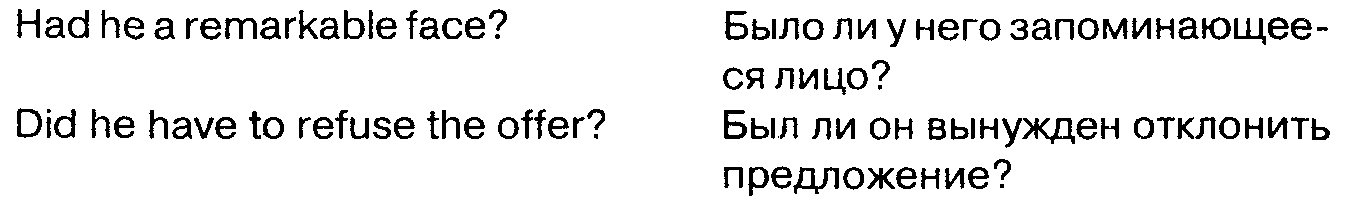 Had he a remarkable face?
Было ли у него запоминающее-
ся лицо?
Did he have to refuse the offer?
Был ли он вынужден отклонить
предложение?